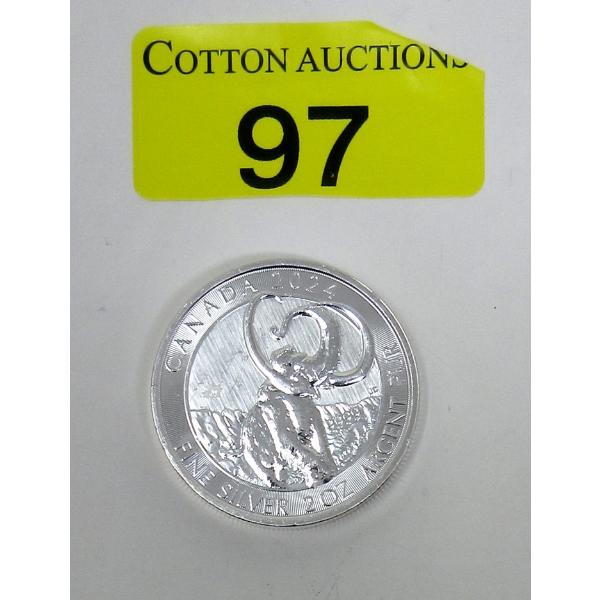 COTTON AUCTIONS
97
CANADA 2024
FINE SILVER 2 OZ ARGENT PUR